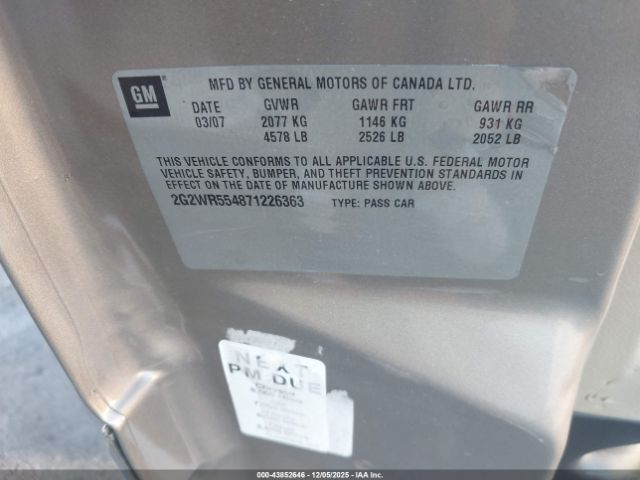 GM
MFD BY GENERAL MOTORS OF CANADA LTD.
DATE GVWR GAWR FRT GAWR RR
03/07 2077 KG 1146 KG 931 KG
4578 LB 2526 LB 2052 LB
THIS VEHICLE CONFORMS TO ALL APPLICABLE U.S. FEDERAL MOTOR
VEHICLE SAFETY, BUMPER, AND THEFT PREVENTION STANDARDS IN
EFFECT ON THE DATE OF MANUFACTURE SHOWN ABOVE.
2G2WR554871226363 TYPE: PASS CAR
NEXT
PM DUE
000-43852646 - 12/05/2025 - IAAI.CA